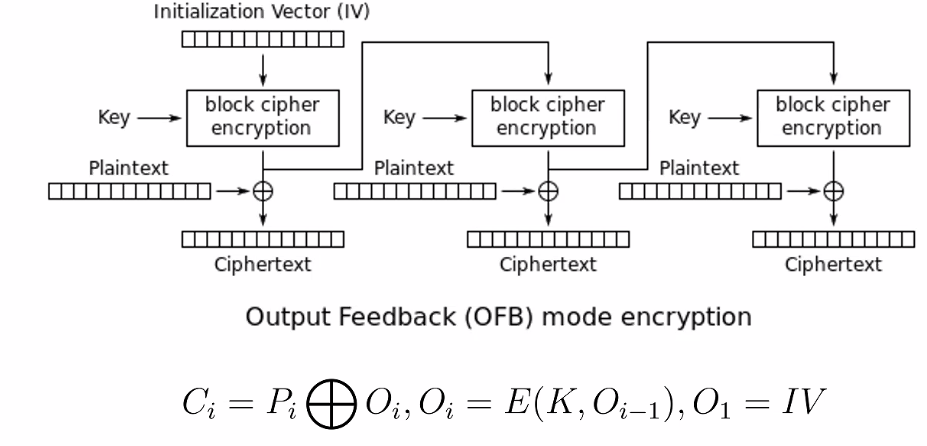 Initialization Vector (IV)
Key
block cipher
encryption
Key
block cipher
encryption
Key
block cipher
encryption
Plaintext
Plaintext
Plaintext
Ciphertext
Ciphertext
Ciphertext
Output Feedback (OFB) mode encryption
C_i = P_i ⊕ O_i, O_i = E(K, O_{i−1}), O_1 = IV